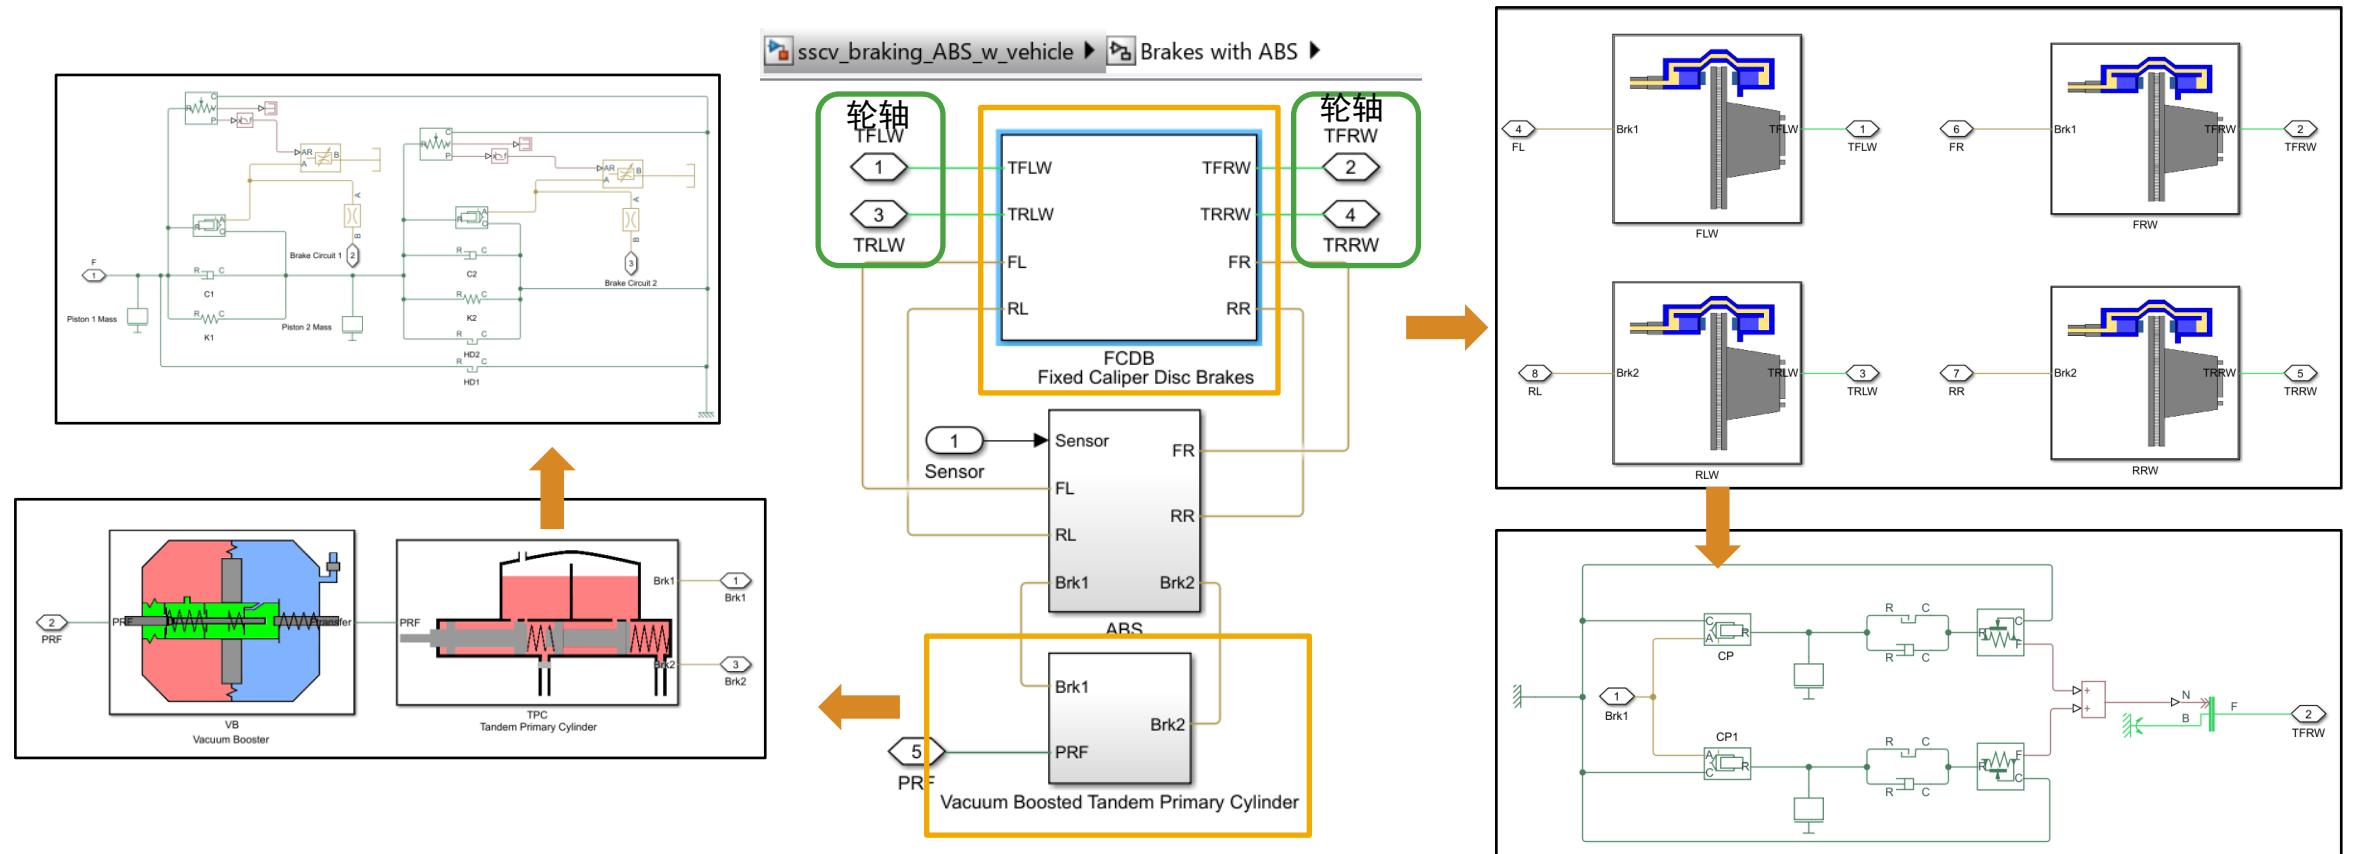 sscv_braking_ABS_w_vehicle
Brakes with ABS
轮轴
TFLW
1
3
TRLW
轮轴
TFRW
2
4
TRRW
TFLW
TRLW
FL
RL
TFRW
TRRW
FR
RR
FCDB
Fixed Caliper Disc Brakes
1
Sensor
Sensor
FL
RL
Brk1
FR
RR
Brk2
ABS
Brk1
PRF
Brk2
5
PRF
Vacuum Boosted Tandem Primary Cylinder
F
1
Piston 1 Mass
R C
C1
R C
K1
Piston 2 Mass
Brake Circuit 1
2
R C
C2
R C
K2
R C
HD2
R C
HD1
AR
A
B
A
B
AR
A
B
A
B
3
Brake Circuit 2
2
PRF
PRF
Ftransfer
VB
Vacuum Booster
PRF
Brk1
Brk2
TPC
Tandem Primary Cylinder
1
Brk1
3
Brk2
4
FL
Brk1
TFLW
1
TFLW
FLW
6
FR
Brk1
TFRW
2
TFRW
FRW
8
RL
Brk2
TRLW
3
TRLW
RLW
7
RR
Brk2
TRRW
5
TRRW
RRW
1
Brk1
C
A
R
CP
R C
R C
R
C
F
CP1
A
C
R
R C
R C
R
F
C
N
B
F
2
TFRW